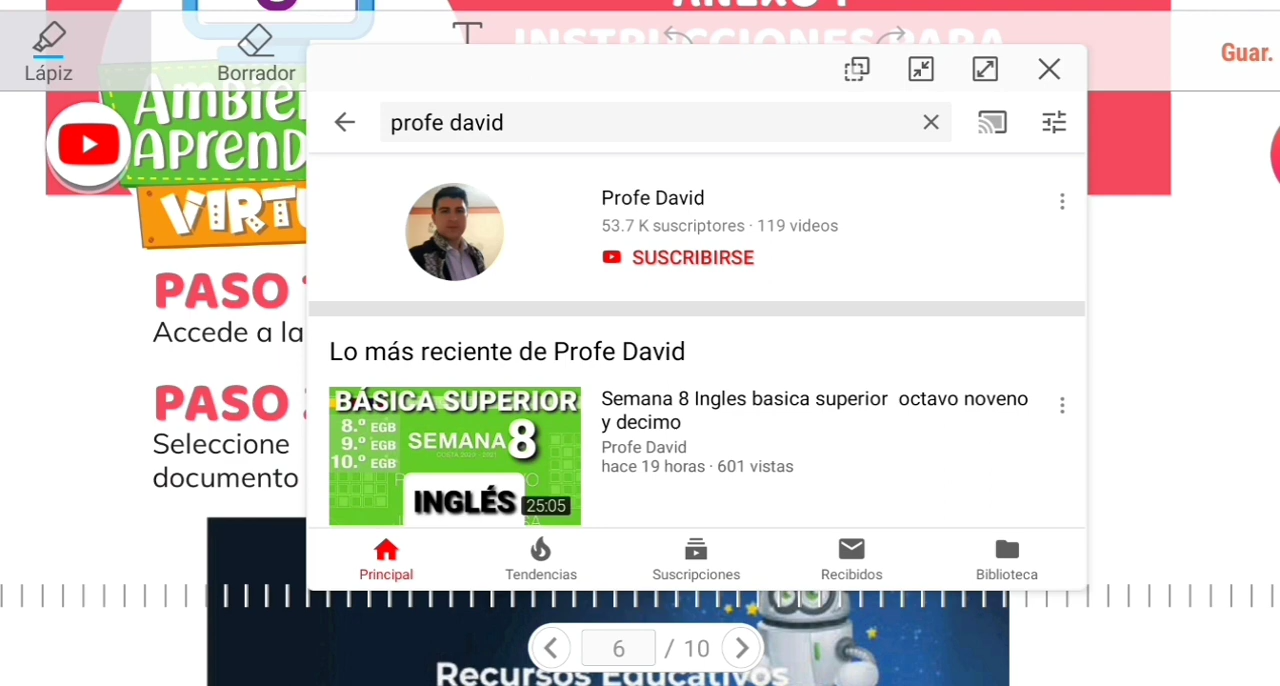 INSTRUCCIONES PARA
Lápiz
Borrador
T
Guar.
profe david
Profe David
53.7 K suscriptores · 119 videos
SUSCRIBIRSE
VIRTU
PASO
Accede a la
Lo más reciente de Profe David
PASO
Seleccione
documento
BÁSICA SUPERIOR
8.º EGB
9.º EGB
10.º EGB
SEMANA 8
INGLÉS
25:05
Semana 8 Ingles basica superior octavo noveno
y decimo
Profe David
hace 19 horas · 601 vistas
Principal
Tendencias
Suscripciones
Recibidos
Biblioteca
6 / 10
Recursos Educativos